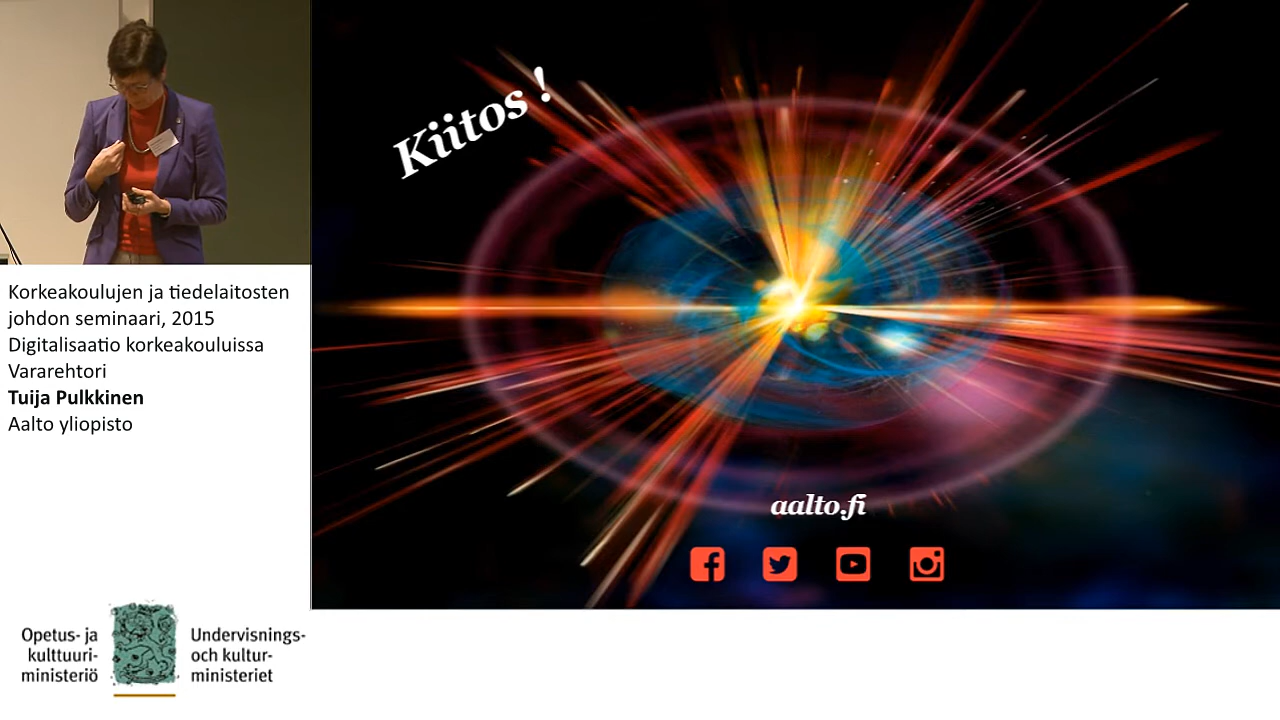 Kiitos !
Korkeakoulujen ja tiedelaitosten
johdon seminaari, 2015
Digitalisaatio korkeakouluissa
Vararehtori
Tuija Pulkkinen
Aalto yliopisto
aalto.fi
Opetus- ja
kulttuuri-
ministeriö
Undervisnings-
och kultur-
ministeriet